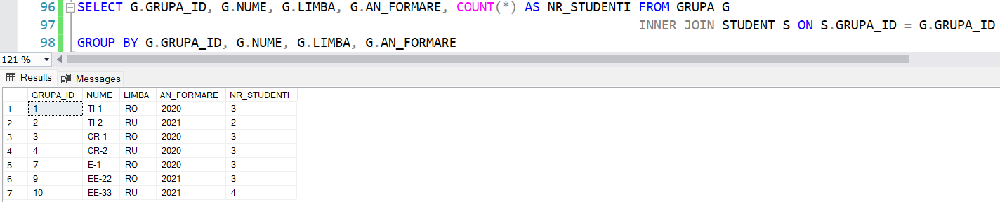 96 SELECT G.GRUPA_ID, G.NUME, G.LIMBA, G.AN_FORMARE, COUNT(*) AS NR_STUDENTI FROM GRUPA G
97 INNER JOIN STUDENT S ON S.GRUPA_ID = G.GRUPA_ID
98 GROUP BY G.GRUPA_ID, G.NUME, G.LIMBA, G.AN_FORMARE
121 %
Results Messages
GRUPA_ID NUME LIMBA AN_FORMARE NR_STUDENTI
1 1 TI-1 RO 2020 3
2 2 TI-2 RU 2021 2
3 3 CR-1 RO 2020 3
4 4 CR-2 RU 2020 3
5 7 E-1 RO 2020 3
6 9 EE-22 RO 2021 3
7 10 EE-33 RU 2021 4